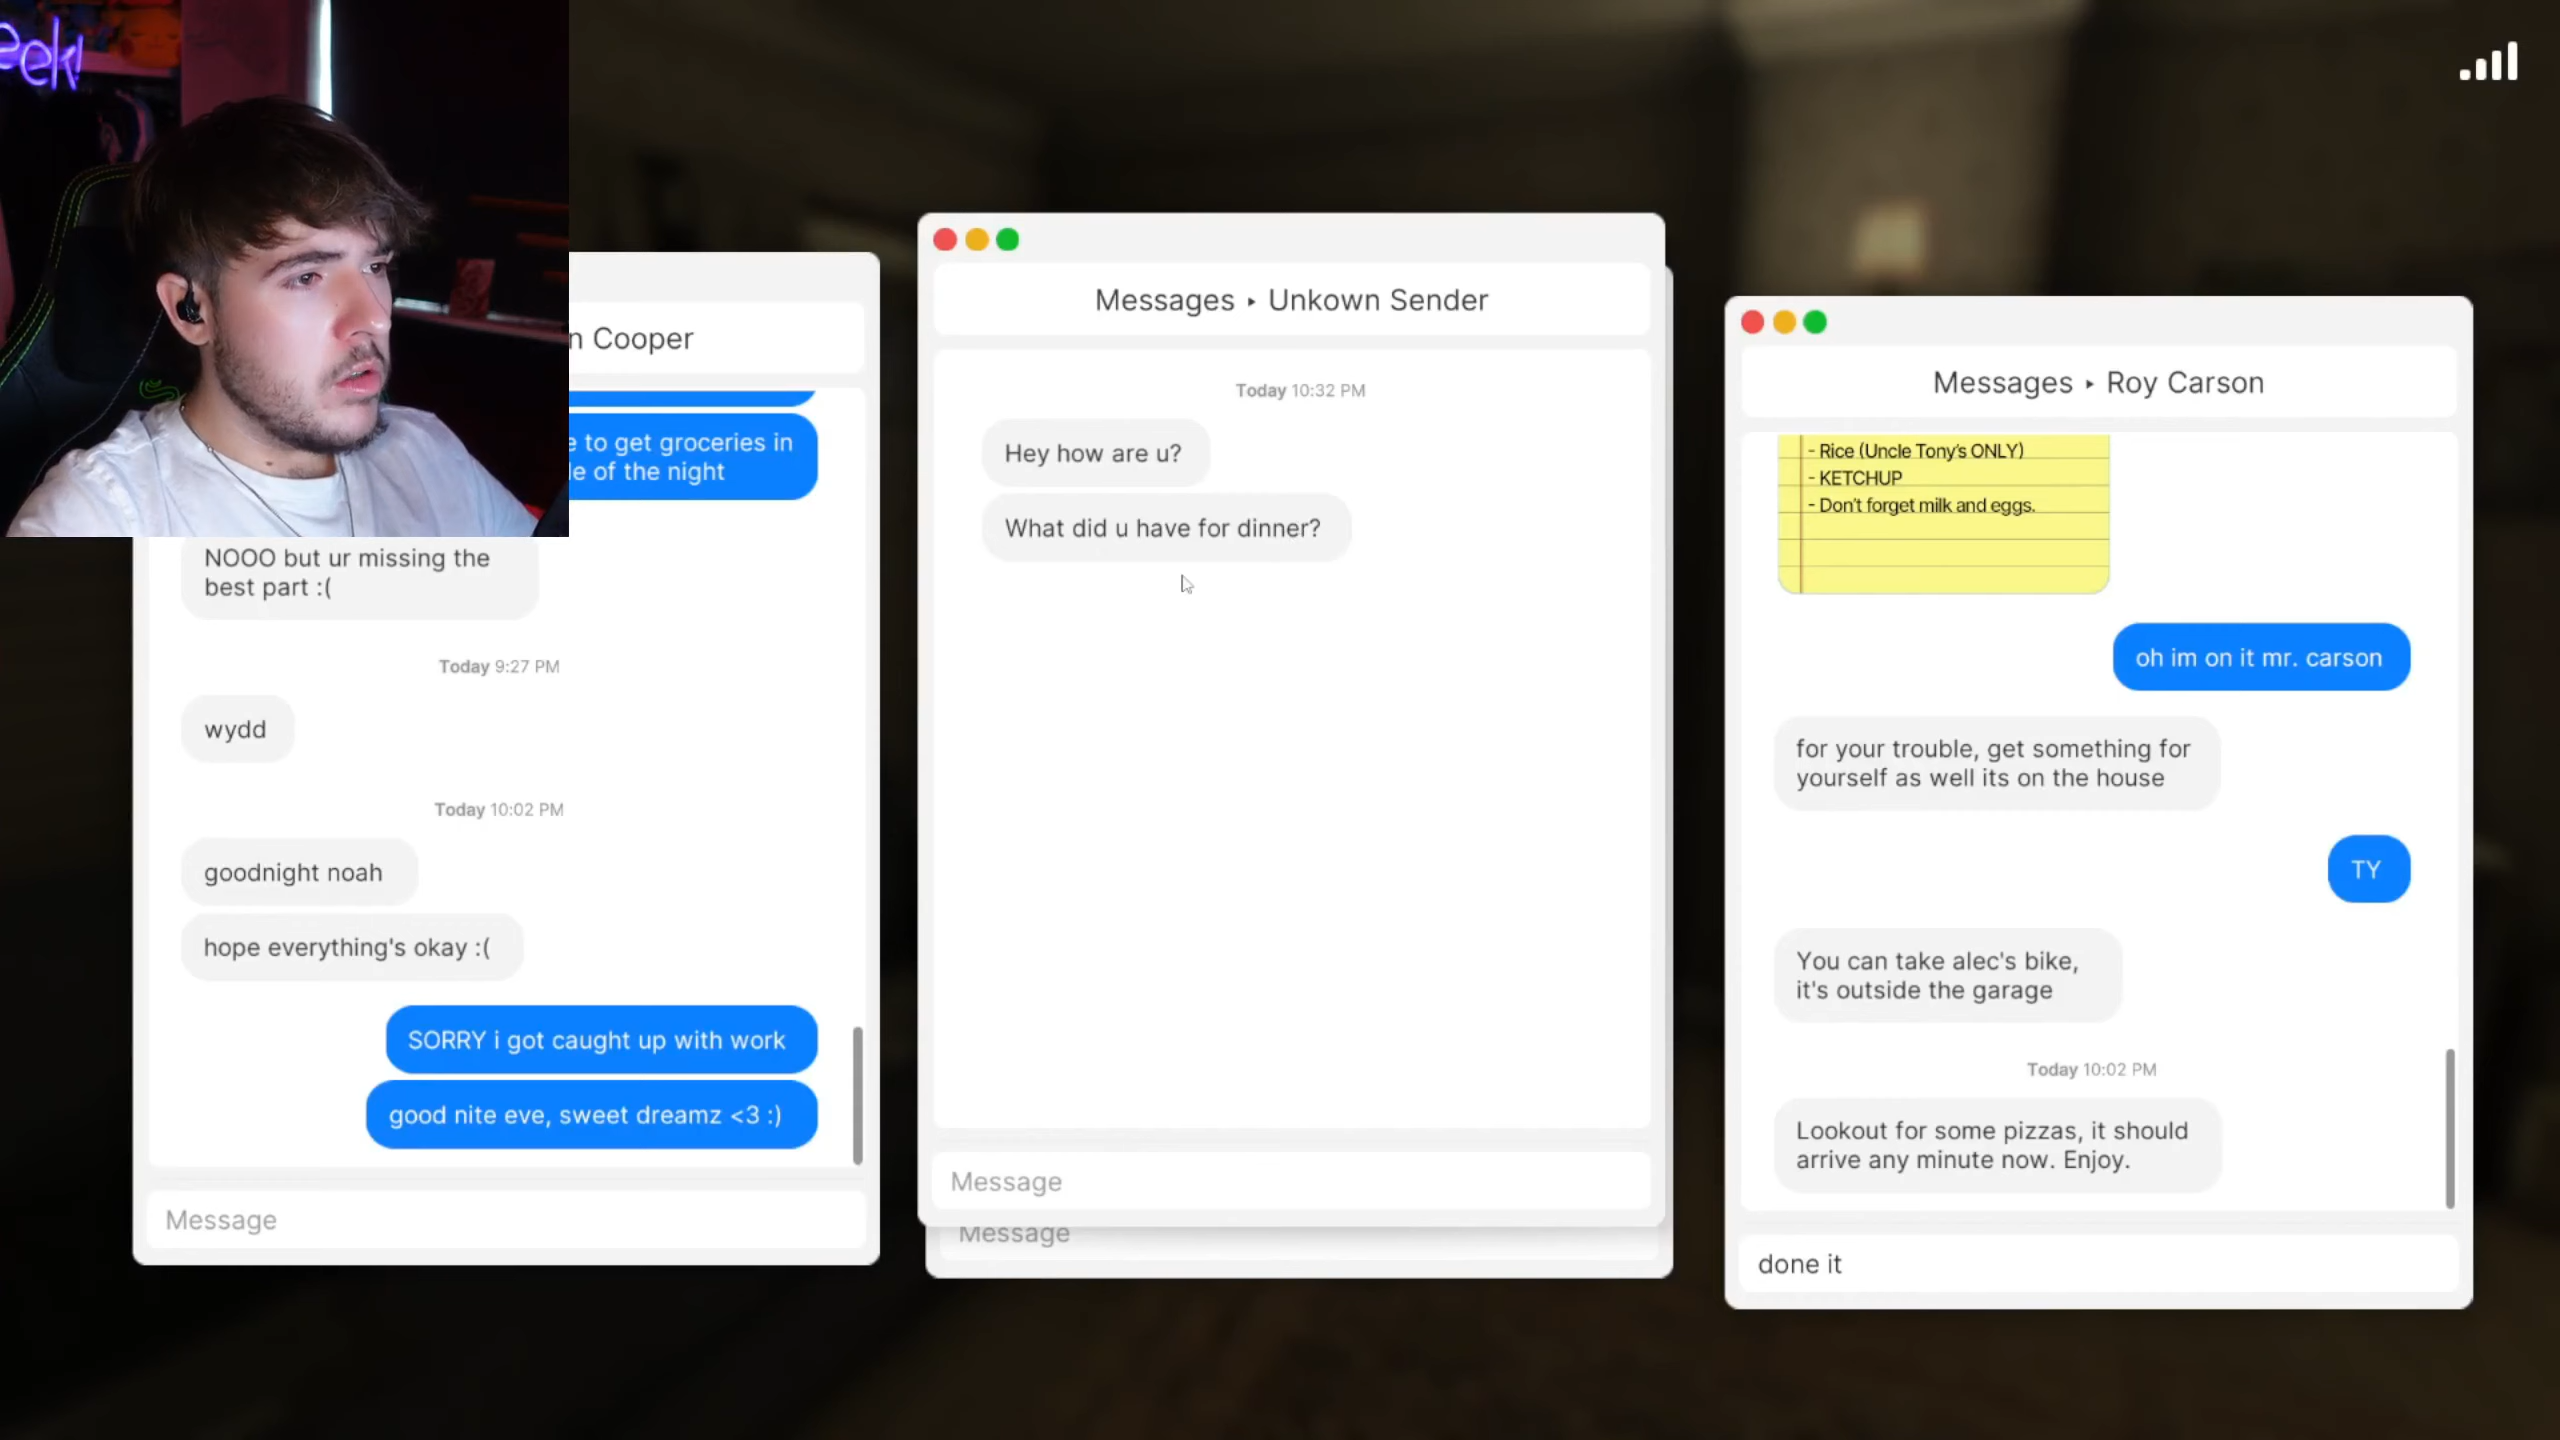 eek!
n Cooper
e to get groceries in
le of the night
NOOO but ur missing the
best part :(
Today 9:27 PM
wydd
Today 10:02 PM
goodnight noah
hope everything's okay :(
SORRY i got caught up with work
good nite eve, sweet dreamz <3 :)
Message
Messages ▸ Unkown Sender
Today 10:32 PM
Hey how are u?
What did u have for dinner?
Message
Message
Messages ▸ Roy Carson
- Rice (Uncle Tony's ONLY)
- KETCHUP
- Don't forget milk and eggs.
oh im on it mr. carson
for your trouble, get something for
yourself as well its on the house
TY
You can take alec's bike,
it's outside the garage
Today 10:02 PM
Lookout for some pizzas, it should
arrive any minute now. Enjoy.
done it